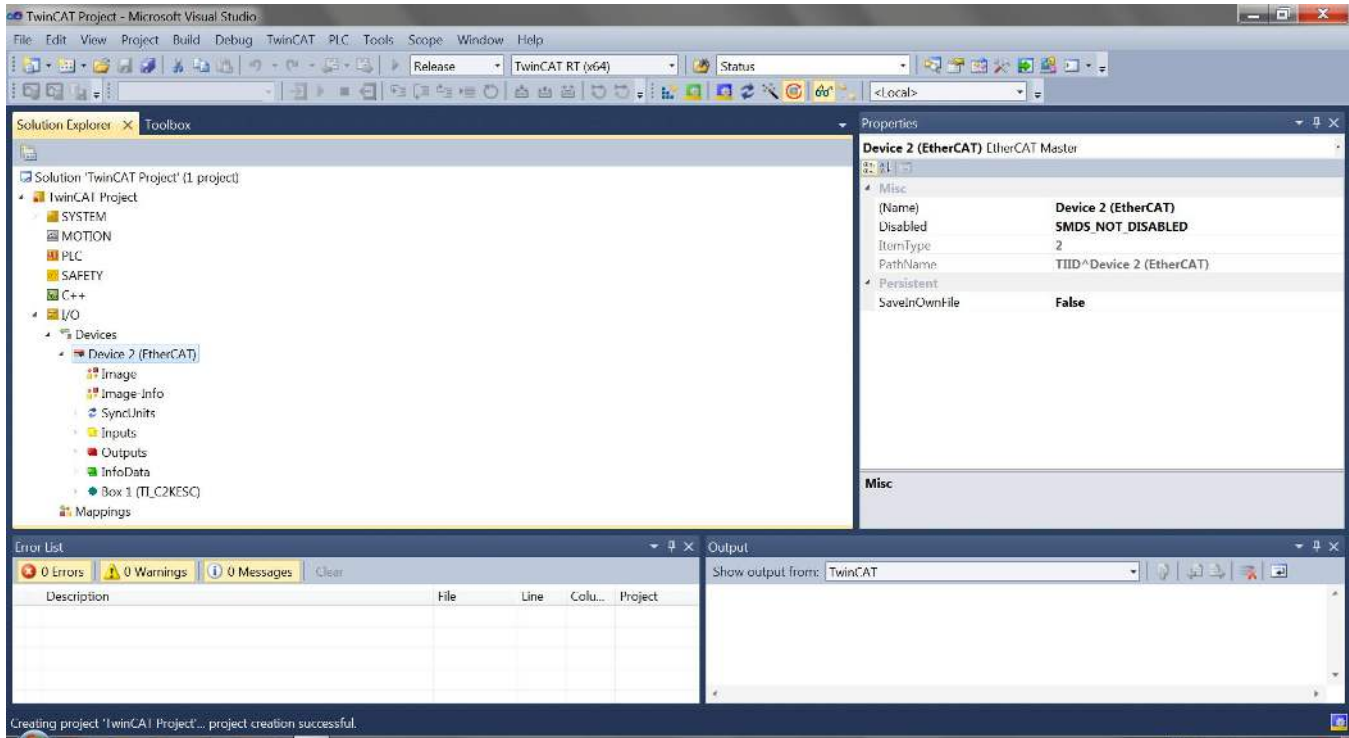 TwinCAT Project - Microsoft Visual Studio
File Edit View Project Build Debug TwinCAT PLC Tools Scope Window Help
Release TwinCAT RT (x64) Status
<Local>
Solution Explorer Toolbox
Solution 'TwinCAT Project' (1 project)
TwinCAT Project
SYSTEM
MOTION
PLC
SAFETY
C++
I/O
Devices
Device 2 (EtherCAT)
Image
Image-Info
SyncUnits
Inputs
Outputs
InfoData
Box 1 (TI_C2KESC)
Mappings
Properties
Device 2 (EtherCAT) EtherCAT Master
Misc
(Name) Device 2 (EtherCAT)
Disabled SMDS_NOT_DISABLED
ItemType 2
PathName TIID^Device 2 (EtherCAT)
Persistent
SaveInOwnFile False
Misc
Error List
0 Errors 0 Warnings 0 Messages Clear
Description File Line Colu... Project
Output
Show output from: TwinCAT
Creating project 'TwinCAT Project'... project creation successful.